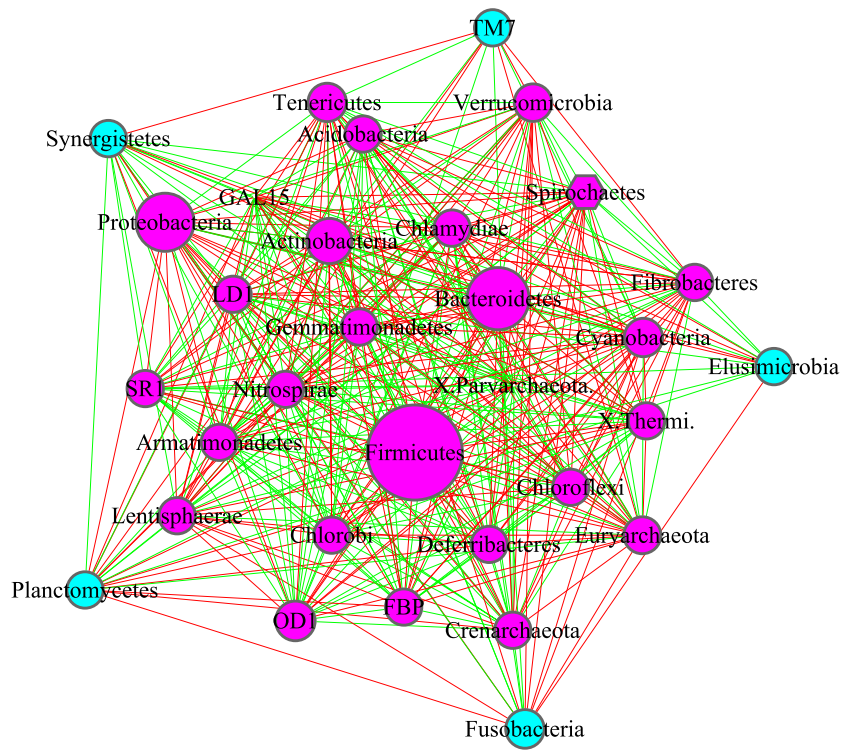 TM7
Tenericutes
Verrucomicrobia
Acidobacteria
Synergistetes
Spirochaetes
GAL15
Proteobacteria
Chlamydiae
Actinobacteria
Fibrobacteres
LD1
Bacteroidetes
Gemmatimonadetes
Cyanobacteria
Elusimicrobia
X.Parvarchaeota.
SR1
Nitrospirae
X.Thermi.
Armatimonadetes
Firmicutes
Chloroflexi
Lentisphaerae
Chlorobi
Euryarchaeota
Deferribacteres
Planctomycetes
FBP
OD1
Crenarchaeota
Fusobacteria